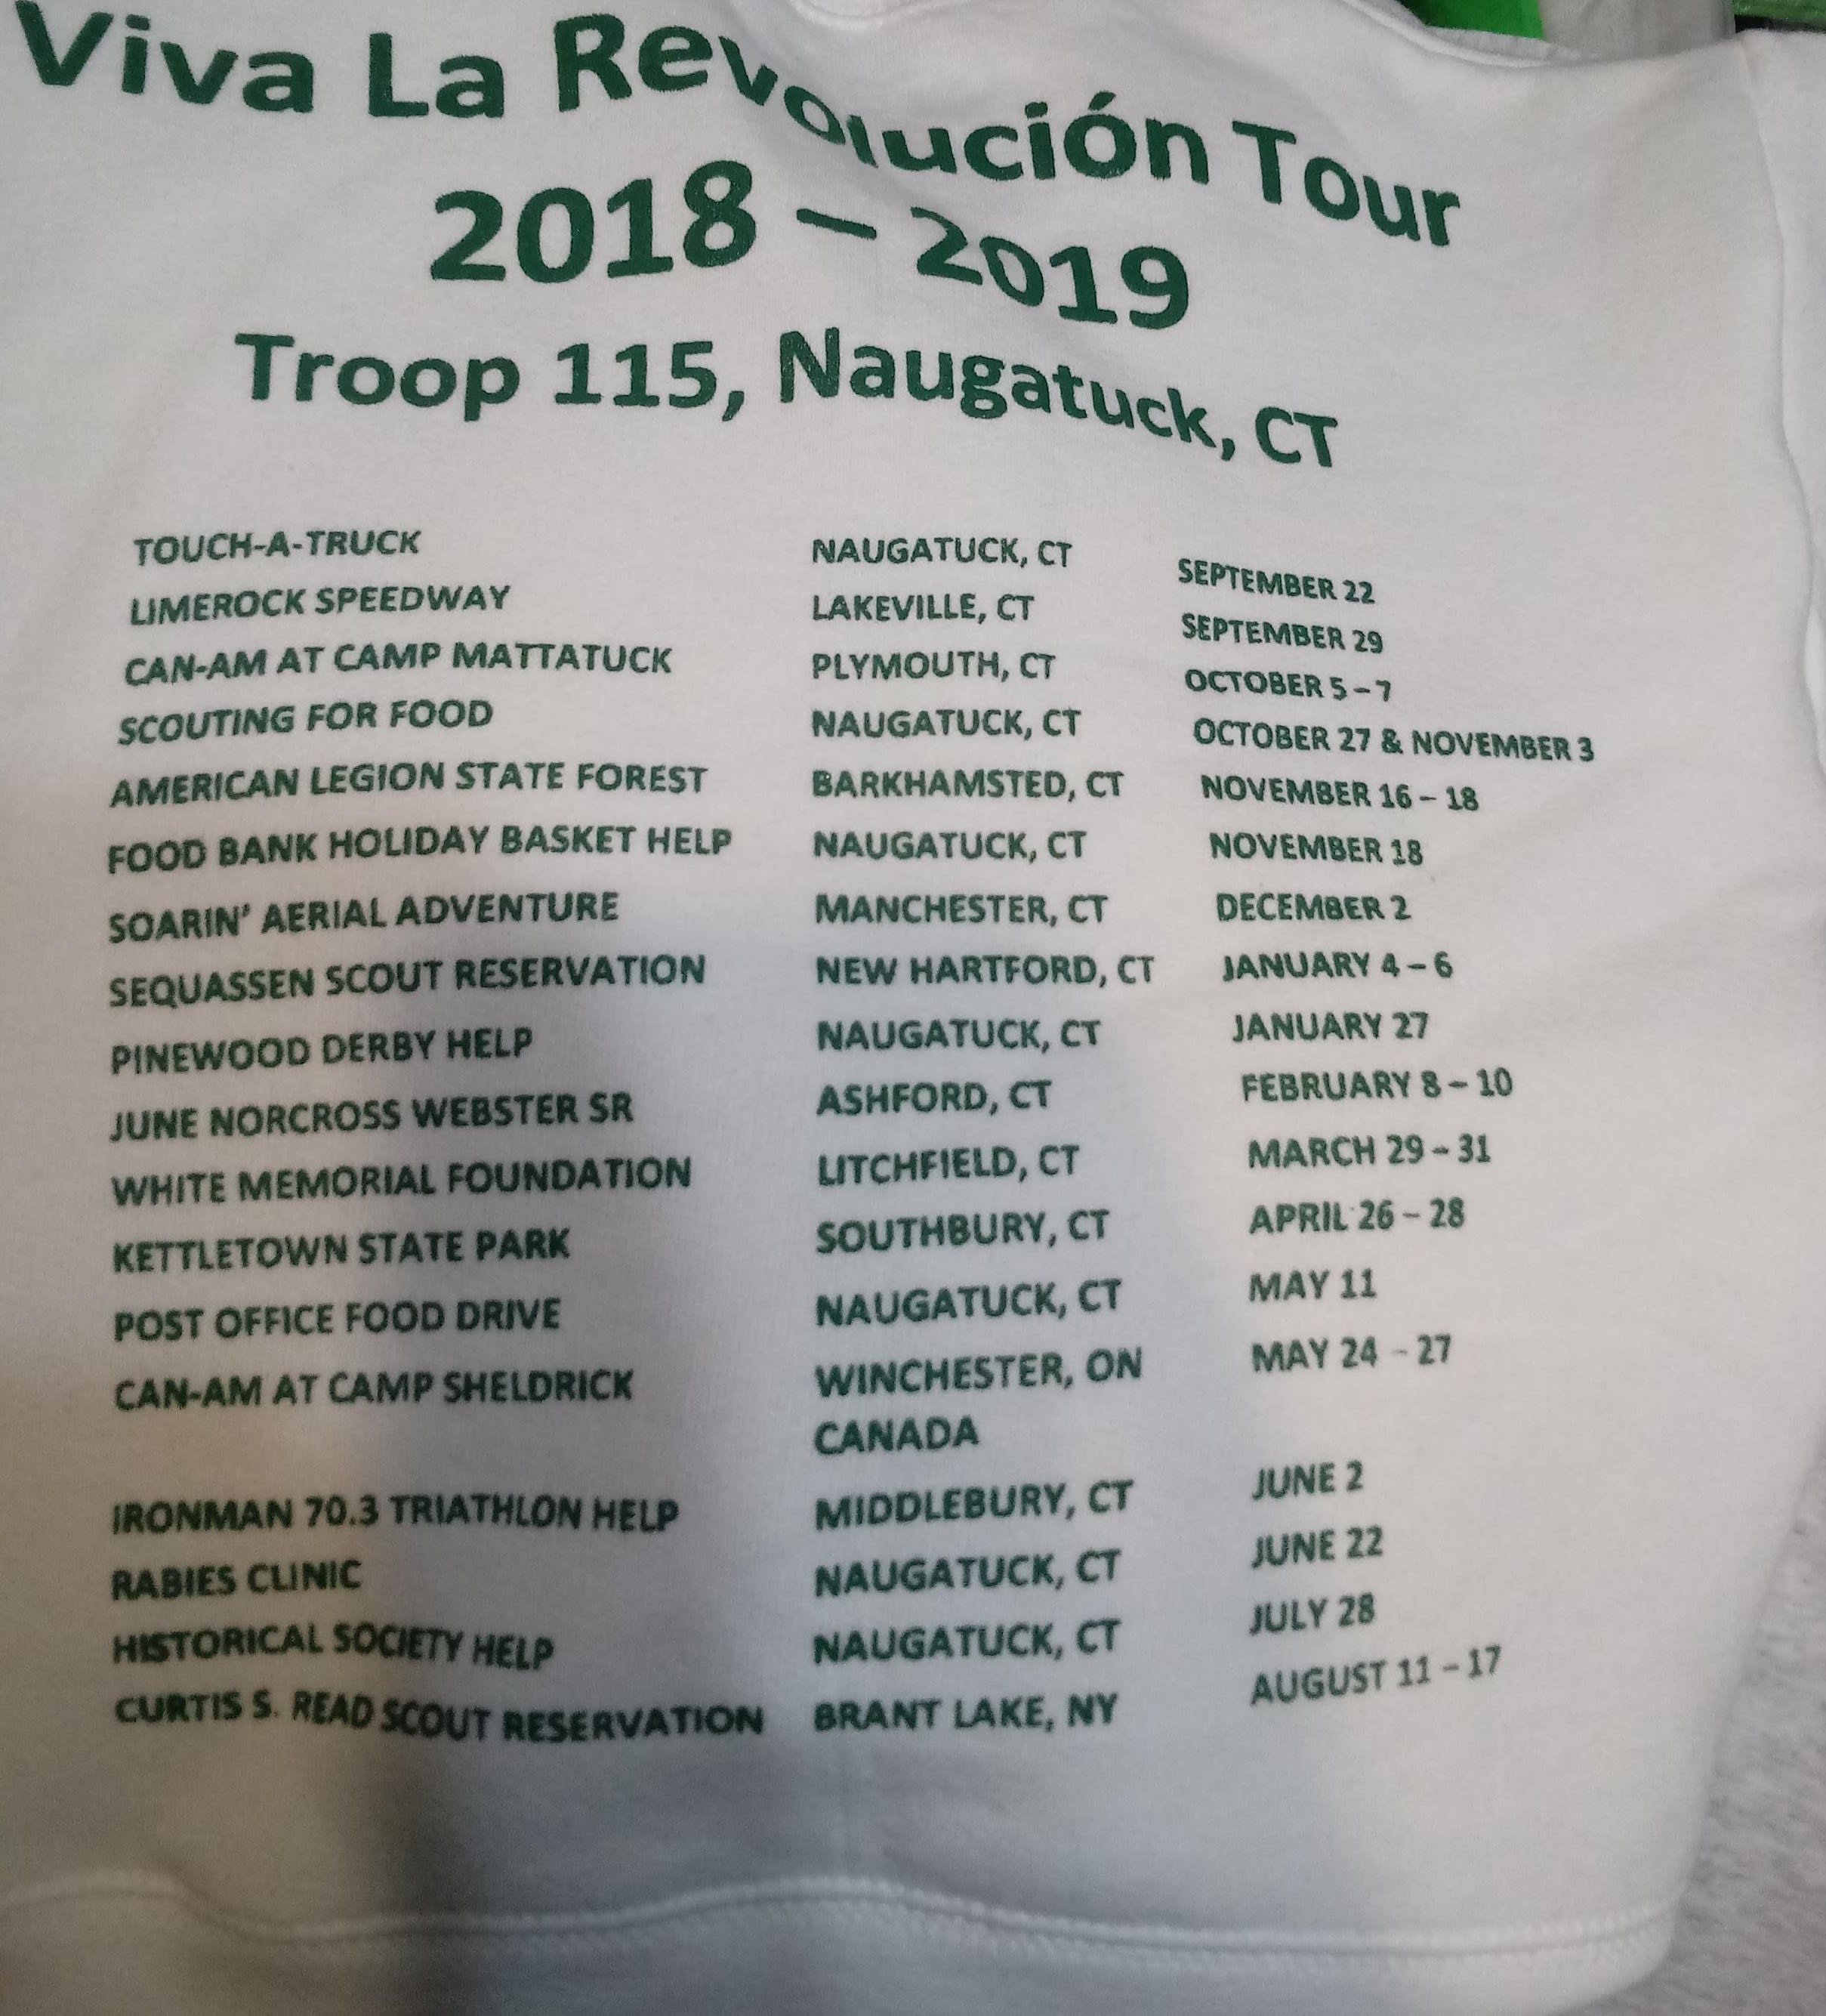 Viva La Revolución Tour
2018 – 2019
Troop 115, Naugatuck, CT
TOUCH-A-TRUCK NAUGATUCK, CT SEPTEMBER 22
LIMEROCK SPEEDWAY LAKEVILLE, CT SEPTEMBER 29
CAN-AM AT CAMP MATTATUCK PLYMOUTH, CT OCTOBER 5 – 7
SCOUTING FOR FOOD NAUGATUCK, CT OCTOBER 27 & NOVEMBER 3
AMERICAN LEGION STATE FOREST BARKHAMSTED, CT NOVEMBER 16 – 18
FOOD BANK HOLIDAY BASKET HELP NAUGATUCK, CT NOVEMBER 18
SOARIN' AERIAL ADVENTURE MANCHESTER, CT DECEMBER 2
SEQUASSEN SCOUT RESERVATION NEW HARTFORD, CT JANUARY 4 – 6
PINEWOOD DERBY HELP NAUGATUCK, CT JANUARY 27
JUNE NORCROSS WEBSTER SR ASHFORD, CT FEBRUARY 8 – 10
WHITE MEMORIAL FOUNDATION LITCHFIELD, CT MARCH 29 – 31
KETTLETOWN STATE PARK SOUTHBURY, CT APRIL 26 – 28
POST OFFICE FOOD DRIVE NAUGATUCK, CT MAY 11
CAN-AM AT CAMP SHELDRICK WINCHESTER, ON MAY 24 – 27
CANADA
IRONMAN 70.3 TRIATHLON HELP MIDDLEBURY, CT JUNE 2
RABIES CLINIC NAUGATUCK, CT JUNE 22
HISTORICAL SOCIETY HELP NAUGATUCK, CT JULY 28
CURTIS S. READ SCOUT RESERVATION BRANT LAKE, NY AUGUST 11 – 17